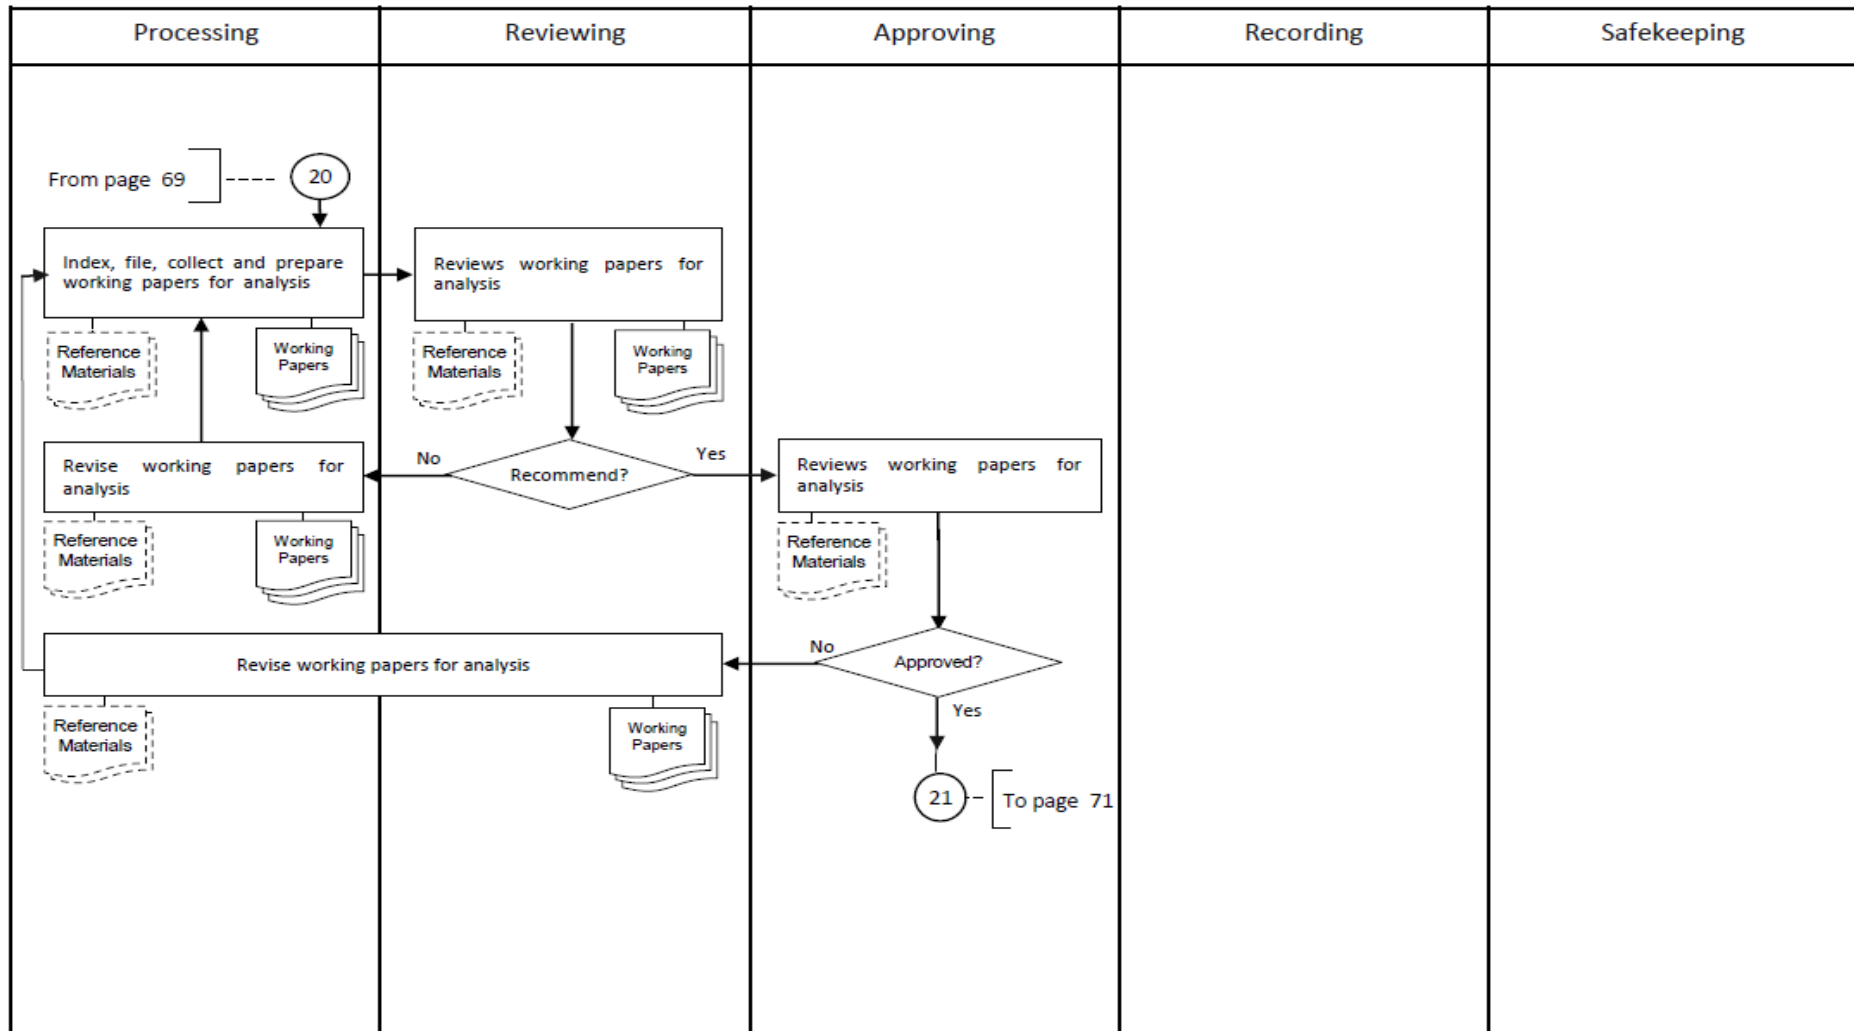 Processing
Reviewing
Approving
Recording
Safekeeping
From page 69
20
Index, file, collect and prepare
working papers for analysis
Reference
Materials
Working
Papers
Reviews working papers for
analysis
Reference
Materials
Working
Papers
Revise working papers for
analysis
Reference
Materials
Working
Papers
No
Recommend?
Yes
Reviews working papers for
analysis
Reference
Materials
Revise working papers for analysis
Reference
Materials
Working
Papers
No
Approved?
Yes
21
To page 71